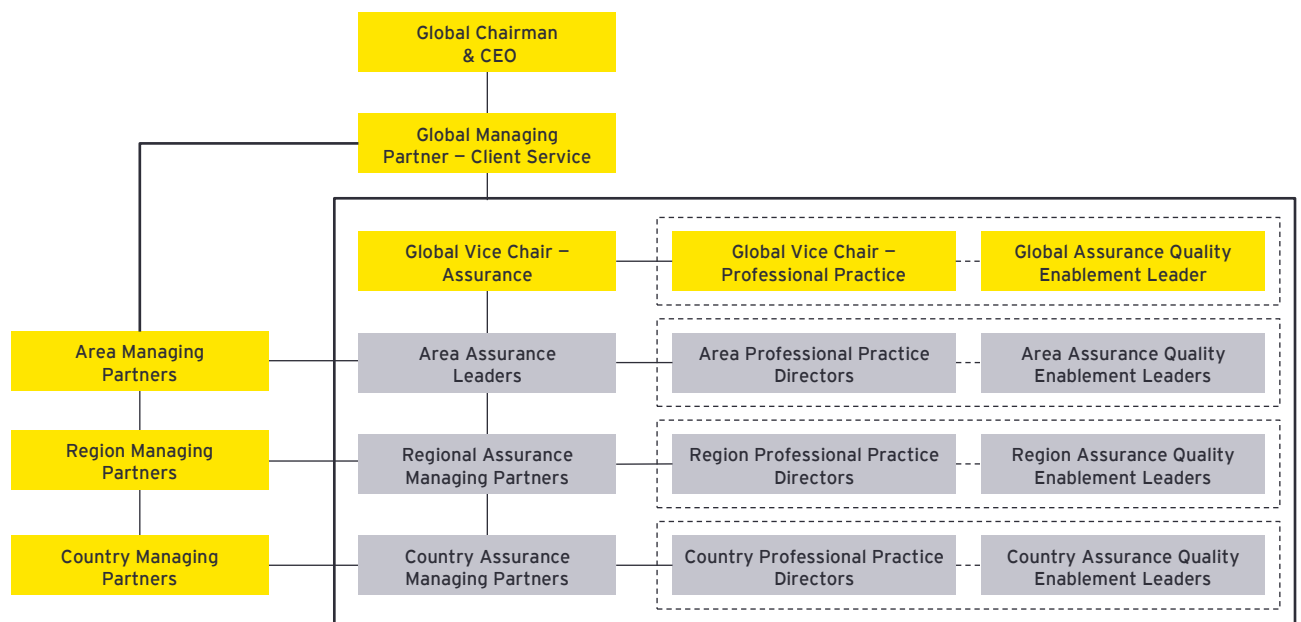 Global Chairman
& CEO
Global Managing
Partner – Client Service
Global Vice Chair –
Assurance
Global Vice Chair –
Professional Practice
Global Assurance Quality
Enablement Leader
Area Managing
Partners
Area Assurance
Leaders
Area Professional Practice
Directors
Area Assurance Quality
Enablement Leaders
Region Managing
Partners
Regional Assurance
Managing Partners
Region Professional Practice
Directors
Region Assurance Quality
Enablement Leaders
Country Managing
Partners
Country Assurance
Managing Partners
Country Professional Practice
Directors
Country Assurance Quality
Enablement Leaders